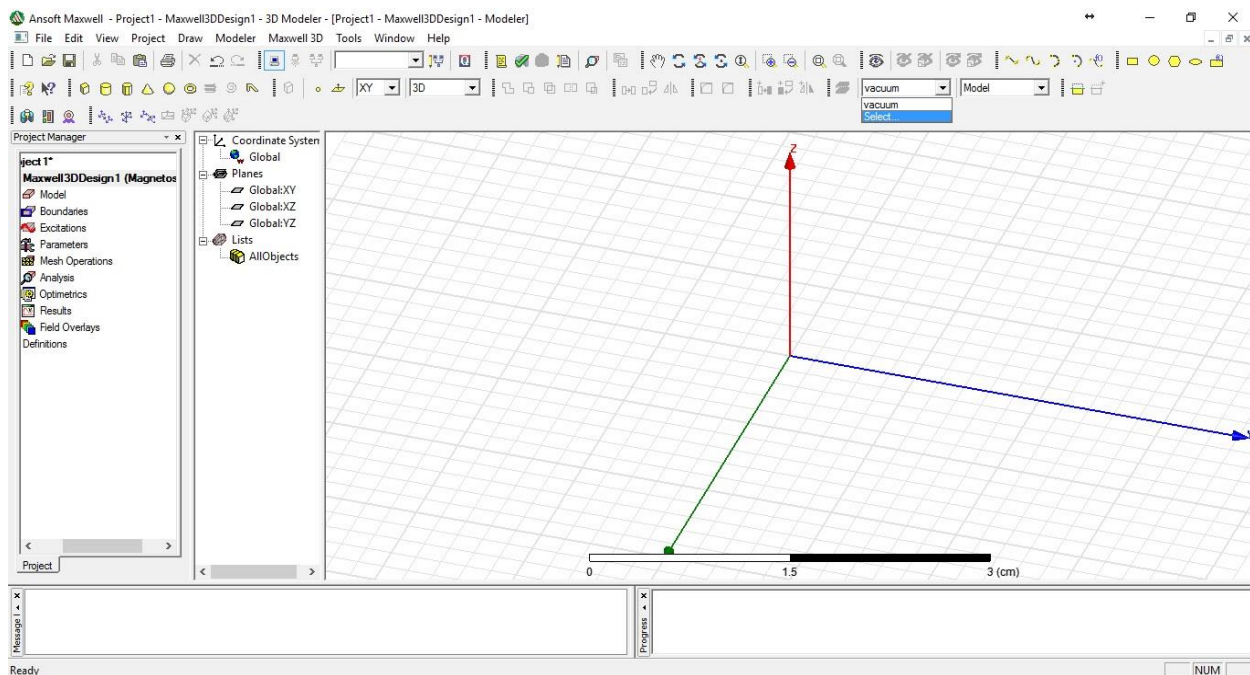 Ansoft Maxwell - Project1 - Maxwell3DDesign1 - 3D Modeler - [Project1 - Maxwell3DDesign1 - Modeler]
File Edit View Project Draw Modeler Maxwell 3D Tools Window Help
XY 3D vacuum Model
vacuum
Select...
Project Manager
ject1*
Maxwell3DDesign1 (Magnetos
Model
Boundaries
Excitations
Parameters
Mesh Operations
Analysis
Optimetrics
Results
Field Overlays
Definitions
Project
Coordinate System
Global
Planes
Global:XY
Global:XZ
Global:YZ
Lists
AllObjects
Z
0 1.5 3 (cm)
Message
Progress
Ready
NUM